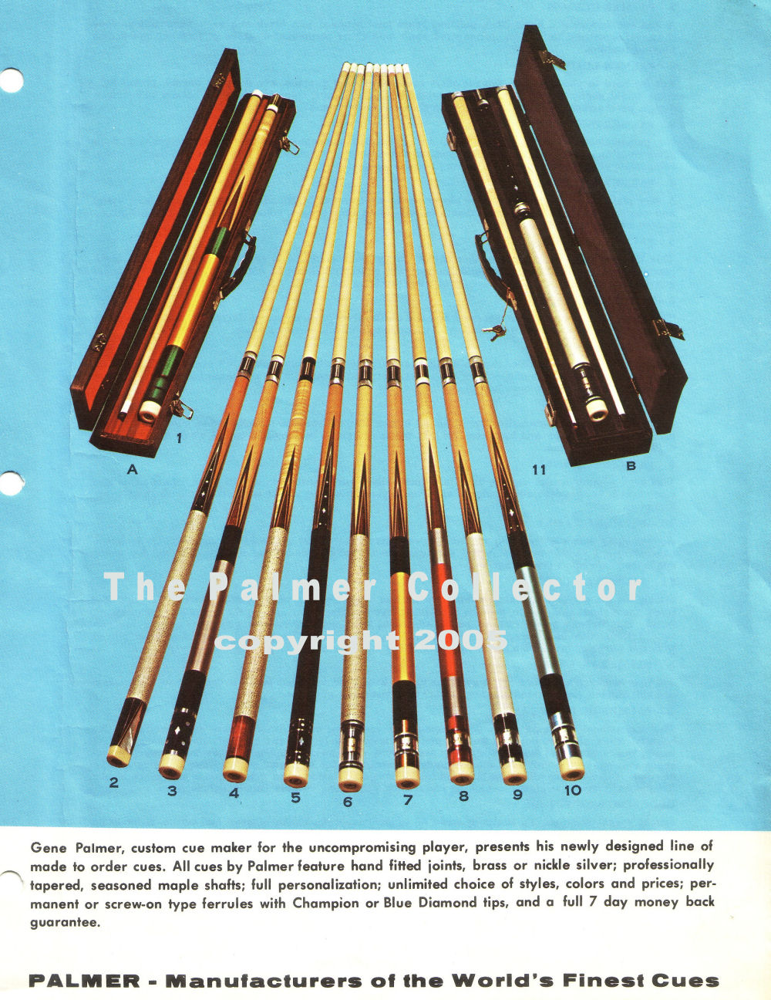 1
A
11
B
The Palmer Collector
copyright 2005
2
3
4
5
6
7
8
9
10
Gene Palmer, custom cue maker for the uncompromising player, presents his newly designed line of
made to order cues. All cues by Palmer feature hand fitted joints, brass or nickle silver; professionally
tapered, seasoned maple shafts; full personalization; unlimited choice of styles, colors and prices; per-
manent or screw-on type ferrules with Champion or Blue Diamond tips, and a full 7 day money back
guarantee.
PALMER - Manufacturers of the World's Finest Cues